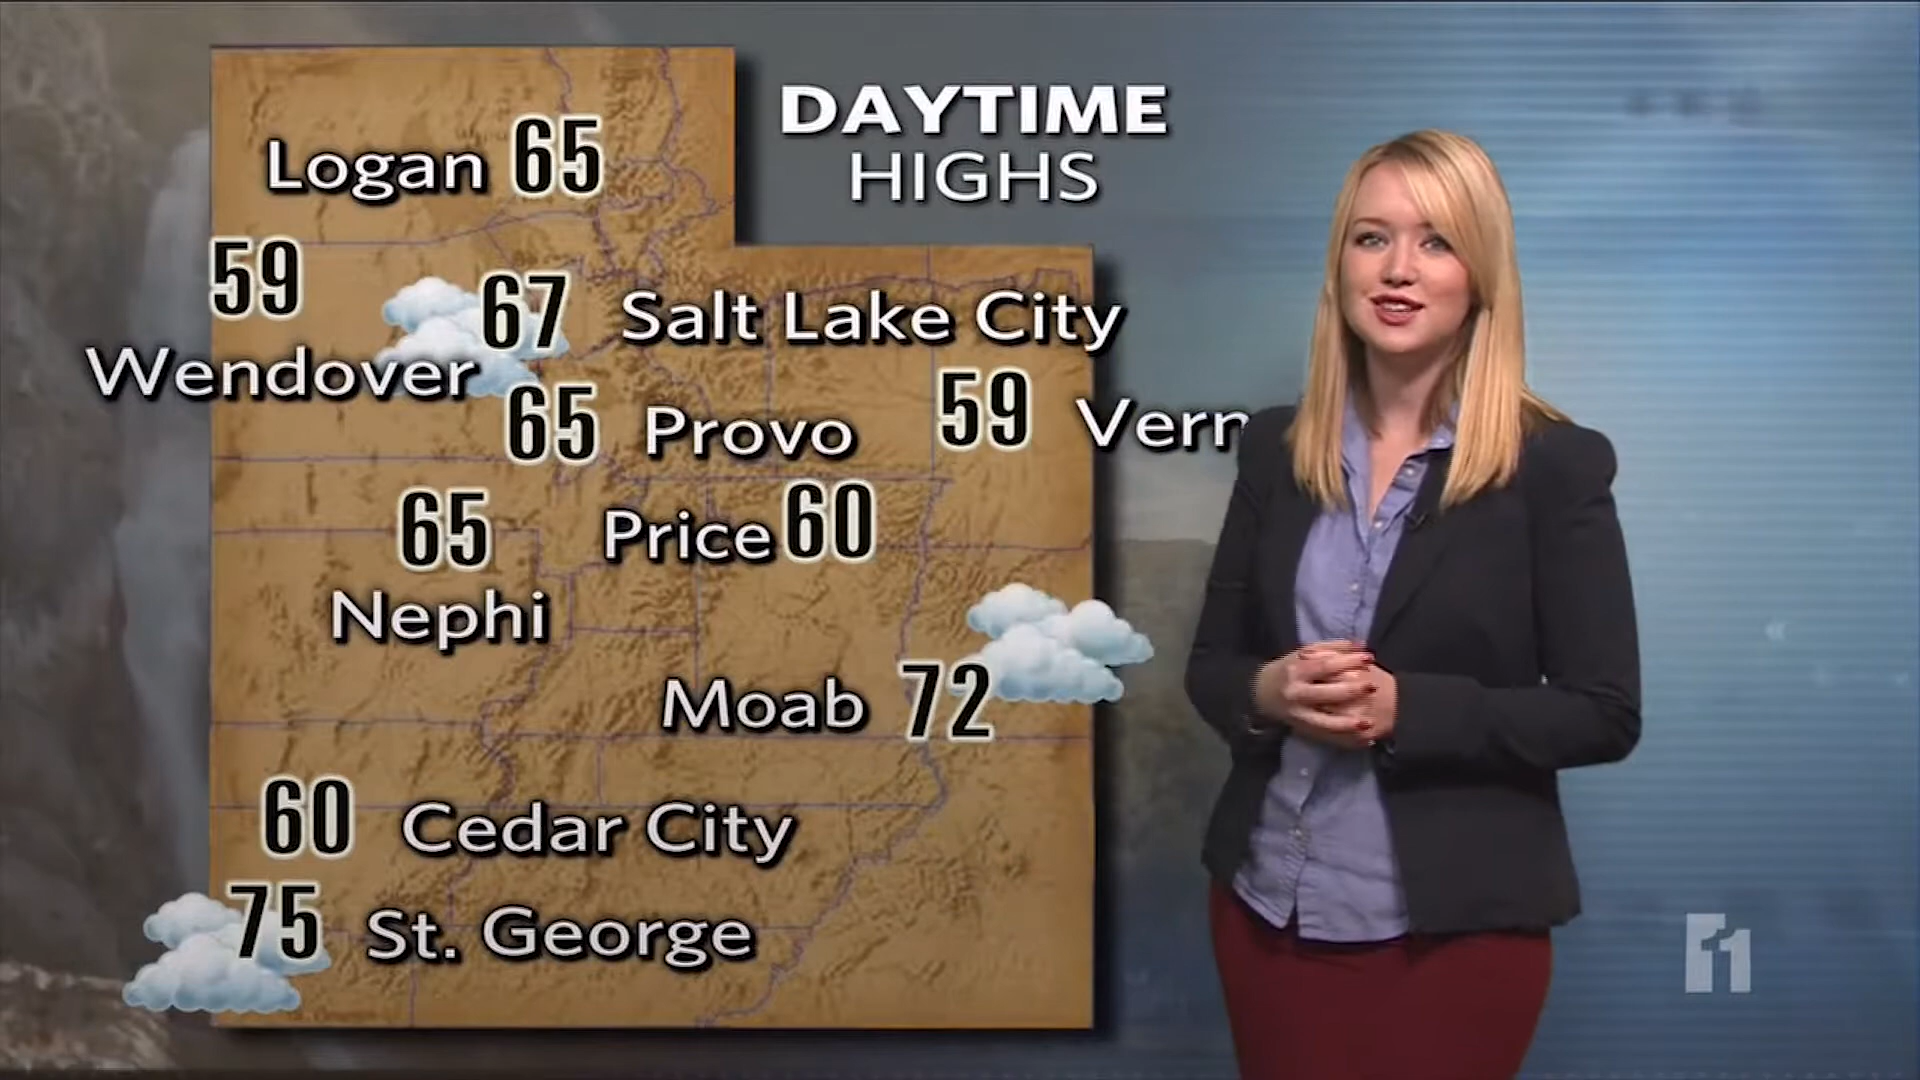 DAYTIME
HIGHS
Logan 65
59
Wendover
67 Salt Lake City
65 Provo
59 Vern
65
Nephi
Price 60
Moab 72
60 Cedar City
75 St. George
11